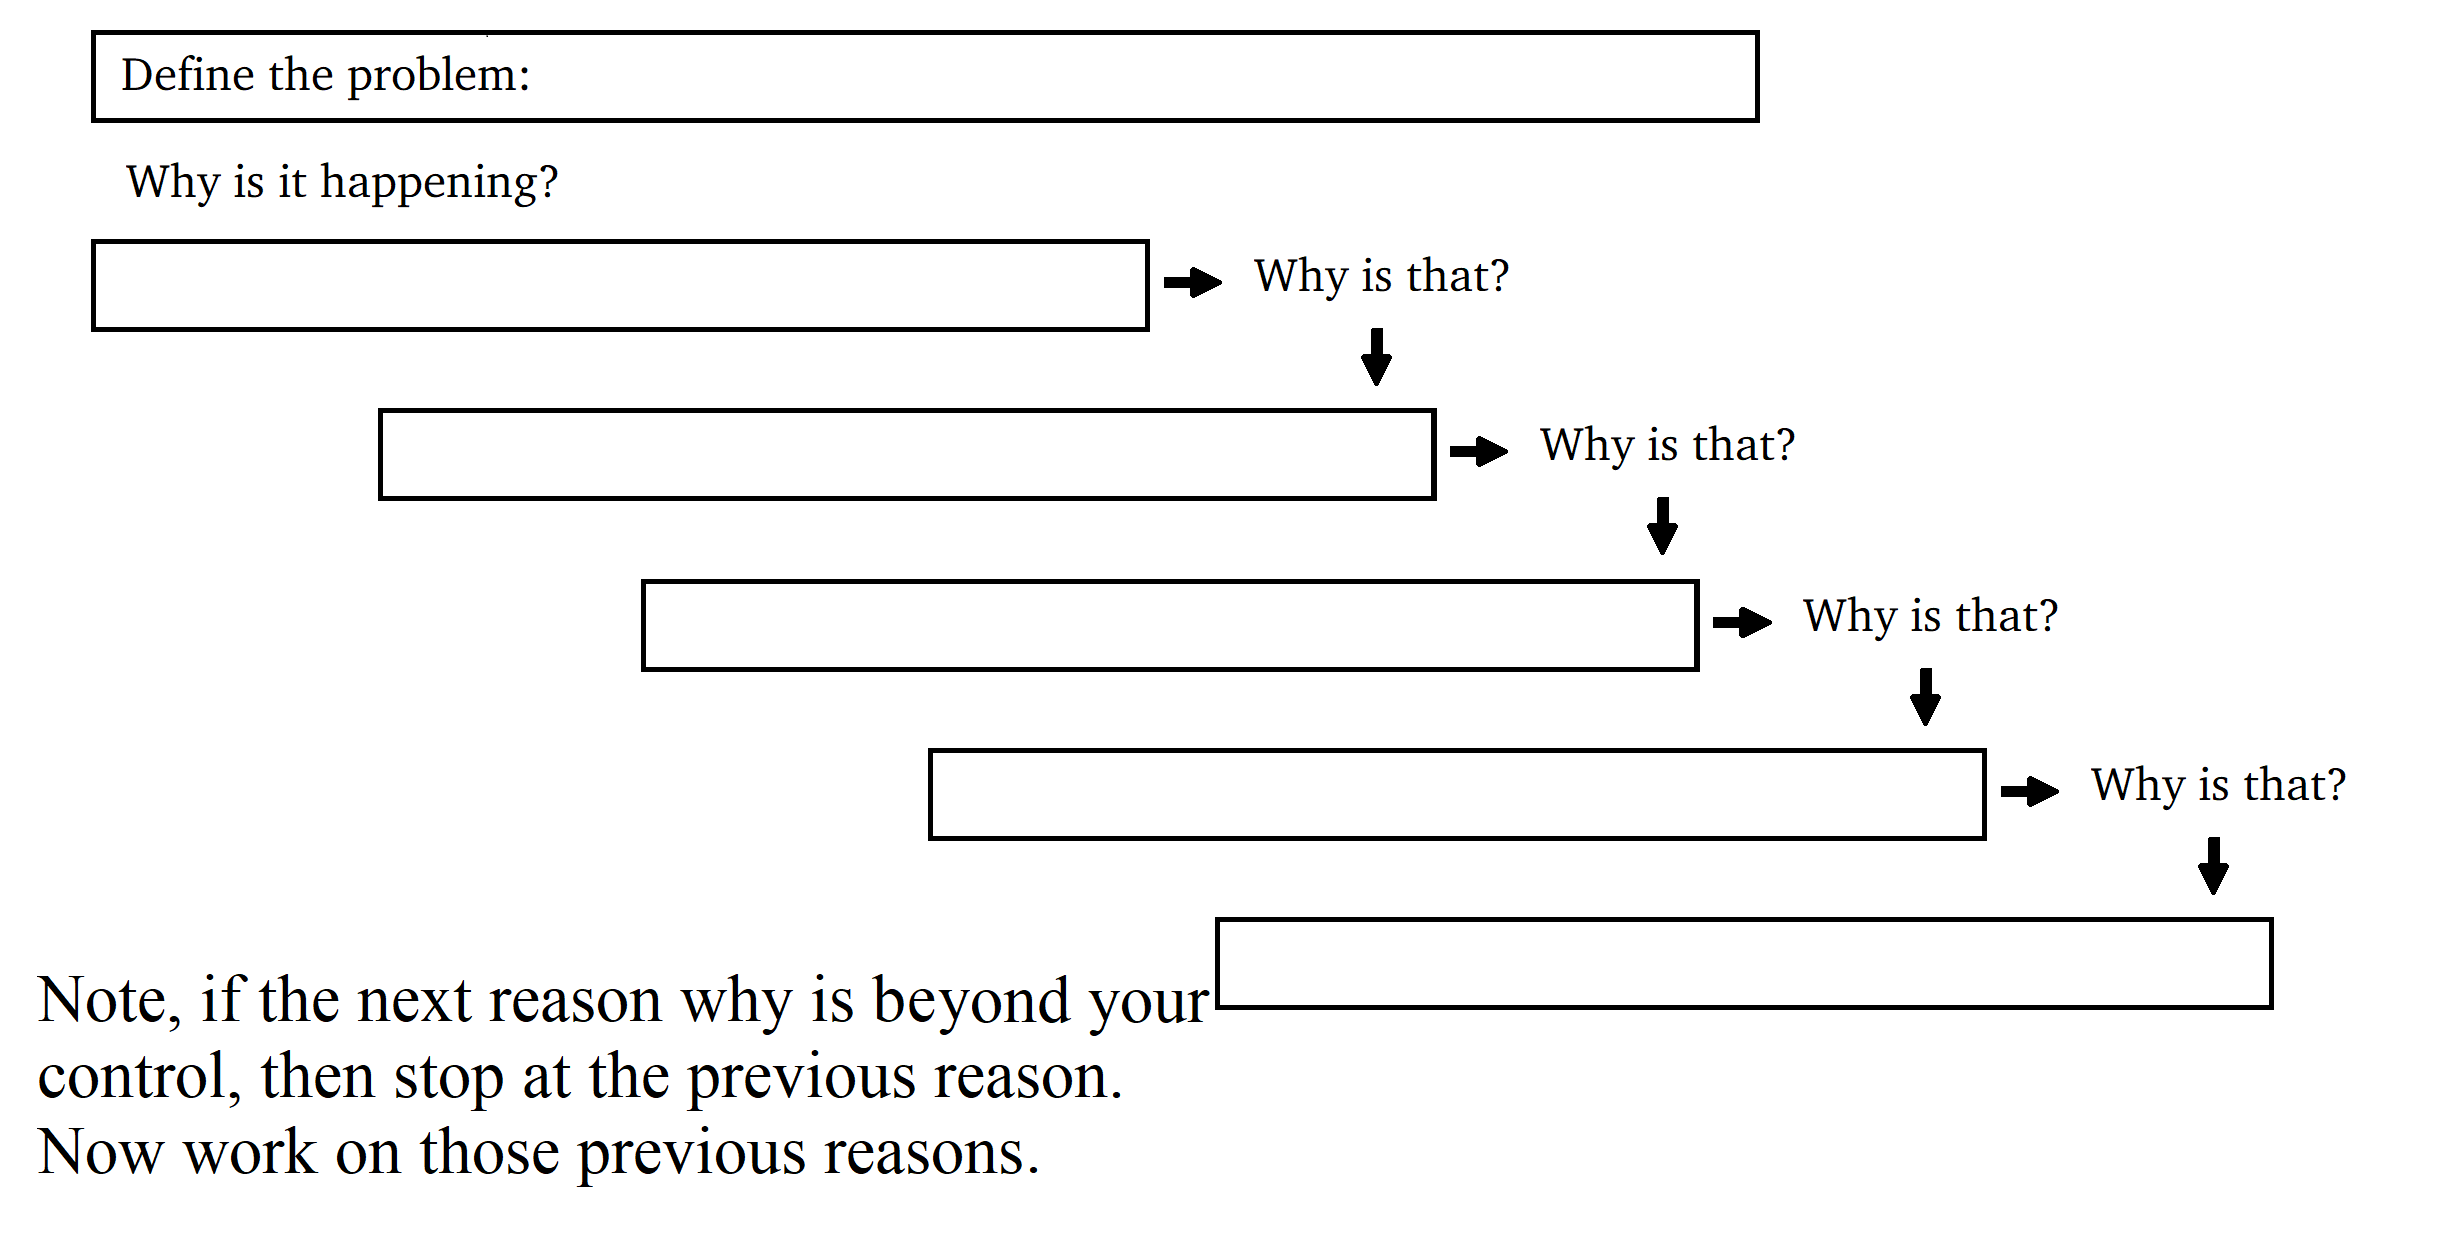 Define the problem:
Why is it happening?
Why is that?
Why is that?
Why is that?
Why is that?
Note, if the next reason why is beyond your
control, then stop at the previous reason.
Now work on those previous reasons.